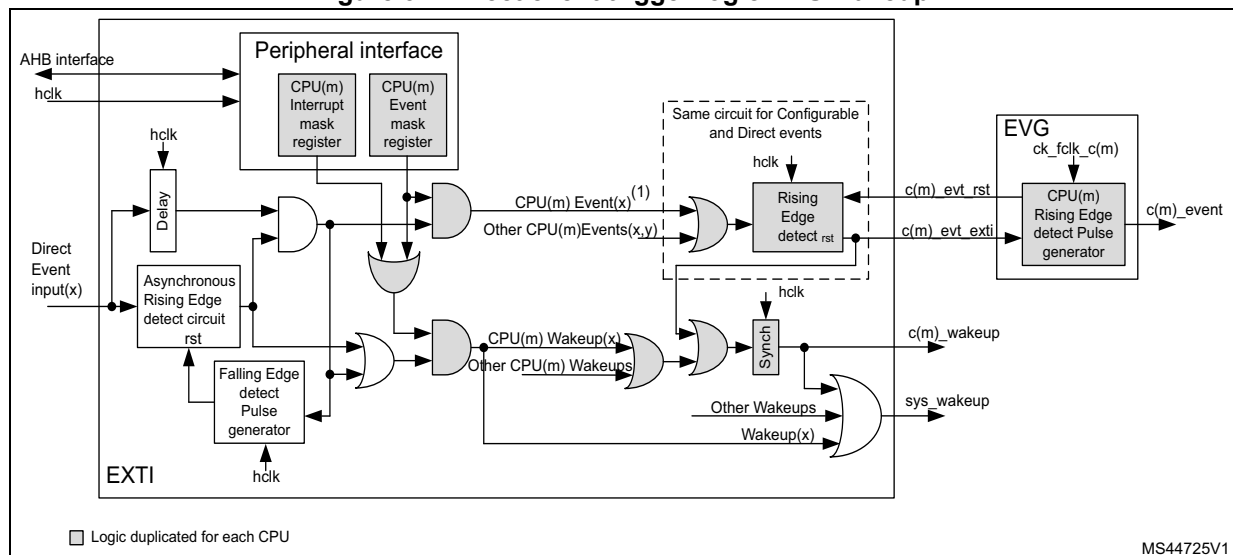 Peripheral interface
AHB interface
hclk
CPU(m)
Interrupt
mask
register
CPU(m)
Event
mask
register
Same circuit for Configurable
and Direct events
hclk
Rising
Edge
detect rst
EVG
ck_fclk_c(m)
CPU(m)
Rising Edge
detect Pulse
generator
c(m)_evt_rst
c(m)_evt_exti
c(m)_event
hclk
Delay
CPU(m) Event(x)(1)
Other CPU(m)Events(x,y)
Direct
Event
input(x)
Asynchronous
Rising Edge
detect circuit
rst
Falling Edge
detect
Pulse
generator
hclk
CPU(m) Wakeup(x)
Other CPU(m) Wakeups
hclk
Synch
c(m)_wakeup
Other Wakeups
sys_wakeup
Wakeup(x)
EXTI
Logic duplicated for each CPU
MS44725V1